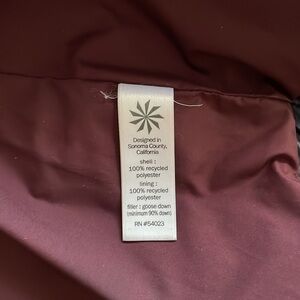 Designed in
Sonoma County,
California
shell :
100% recycled
polyester
lining :
100% recycled
polyester
filler : goose down
(minimum 90% down)
RN #54023